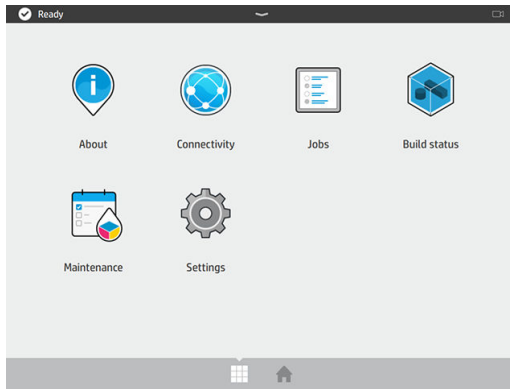 Ready
About
Connectivity
Jobs
Build status
Maintenance
Settings